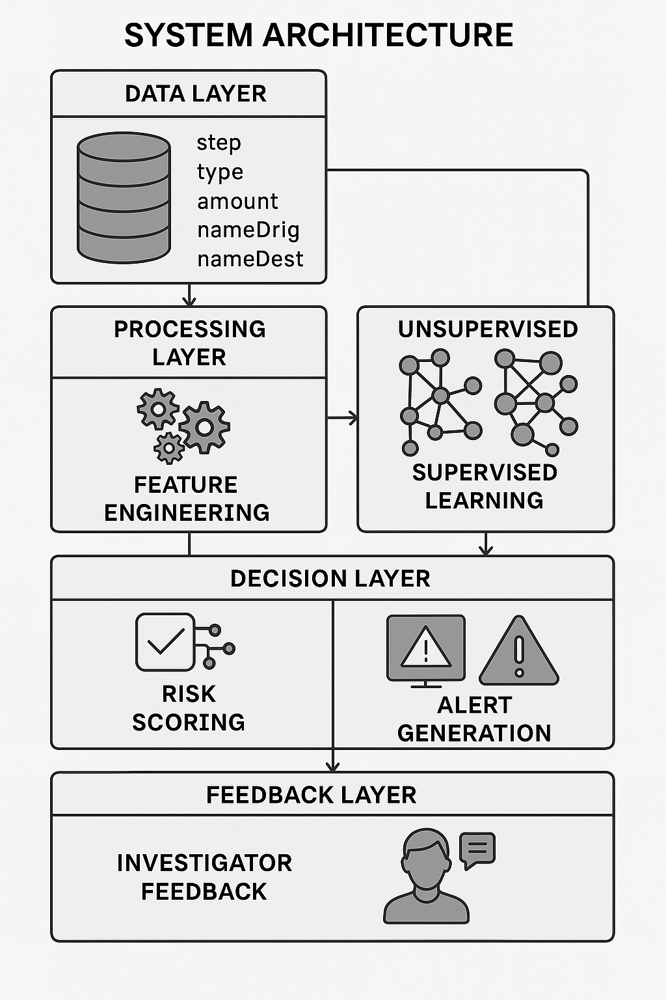 SYSTEM ARCHITECTURE
DATA LAYER
step
type
amount
nameDrig
nameDest
PROCESSING
LAYER
FEATURE
ENGINEERING
UNSUPERVISED
SUPERVISED
LEARNING
DECISION LAYER
RISK
SCORING
ALERT
GENERATION
FEEDBACK LAYER
INVESTIGATOR
FEEDBACK